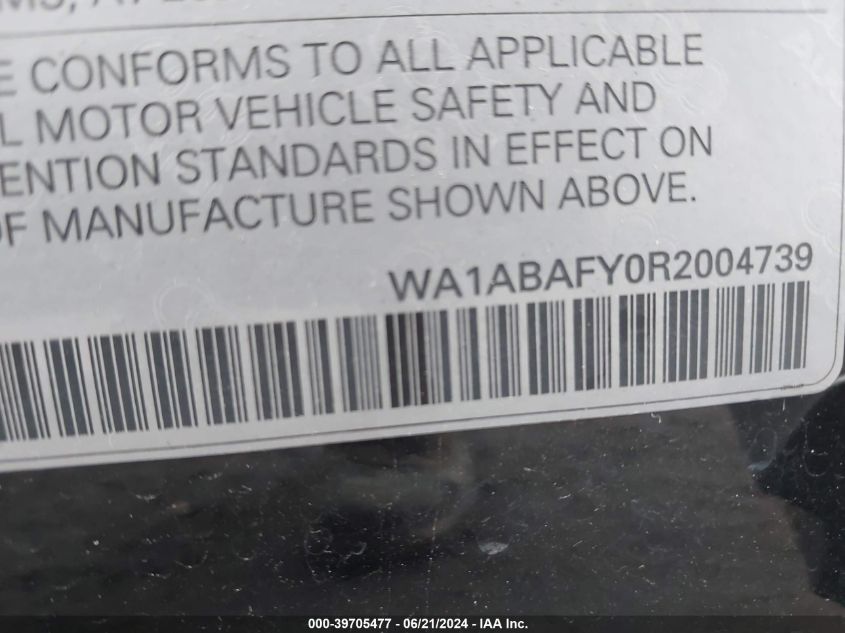 E CONFORMS TO ALL APPLICABLE
L MOTOR VEHICLE SAFETY AND
ENTION STANDARDS IN EFFECT ON
OF MANUFACTURE SHOWN ABOVE.
WA1ABAFY0R2004739
000-39705477 - 06/21/2024 - IAA Inc.